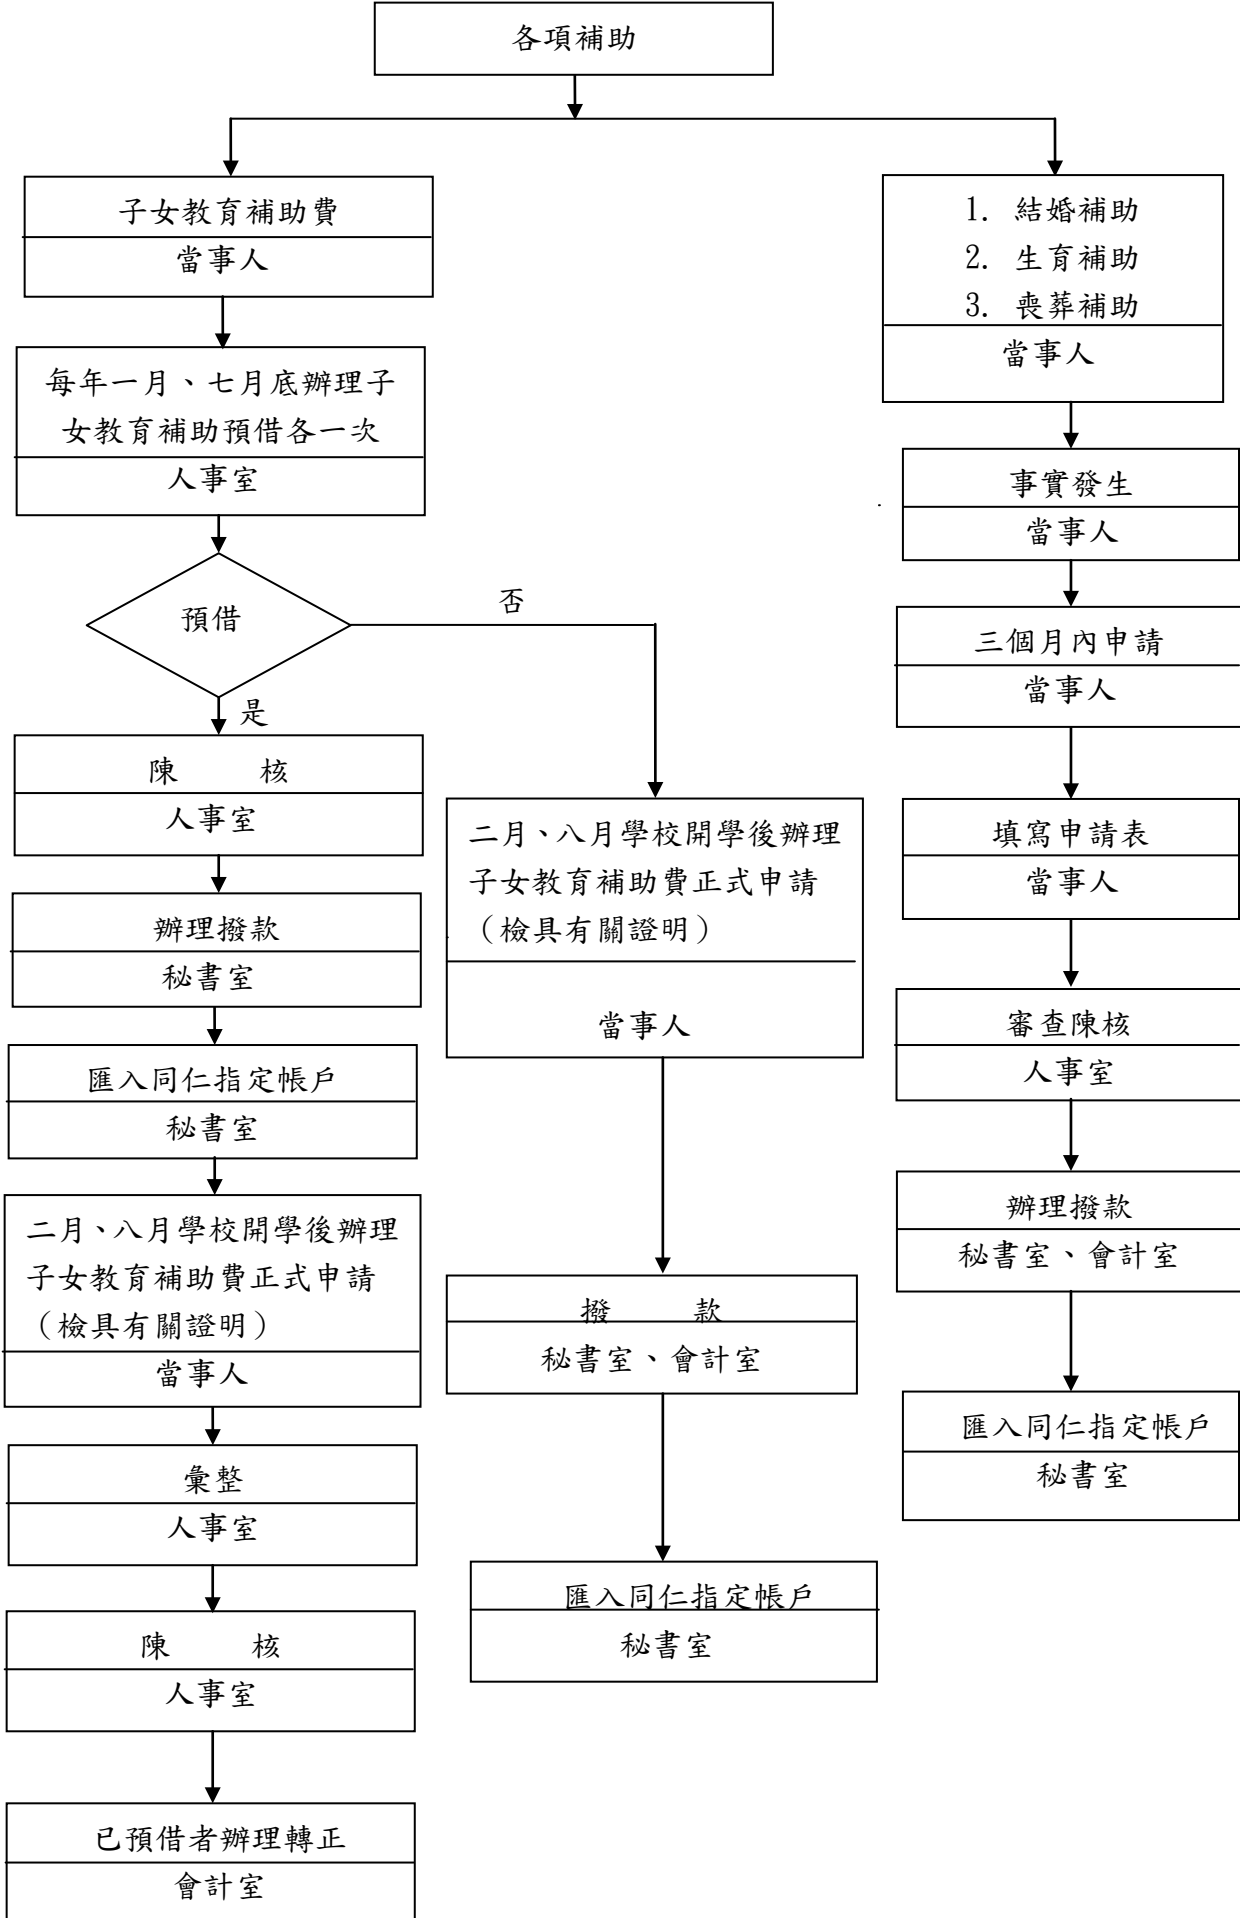 各項補助
子女教育補助費
當事人
每年一月、七月底辦理子
女教育補助預借各一次
人事室
預借
否
是
陳 核
人事室
辦理撥款
秘書室
匯入同仁指定帳戶
秘書室
二月、八月學校開學後辦理
子女教育補助費正式申請
（檢具有關證明）
當事人
彙整
人事室
陳 核
人事室
已預借者辦理轉正
會計室
二月、八月學校開學後辦理
子女教育補助費正式申請
（檢具有關證明）
當事人
撥 款
秘書室、會計室
匯入同仁指定帳戶
秘書室
1. 結婚補助
2. 生育補助
3. 喪葬補助
當事人
事實發生
當事人
三個月內申請
當事人
填寫申請表
當事人
審查陳核
人事室
辦理撥款
秘書室、會計室
匯入同仁指定帳戶
秘書室